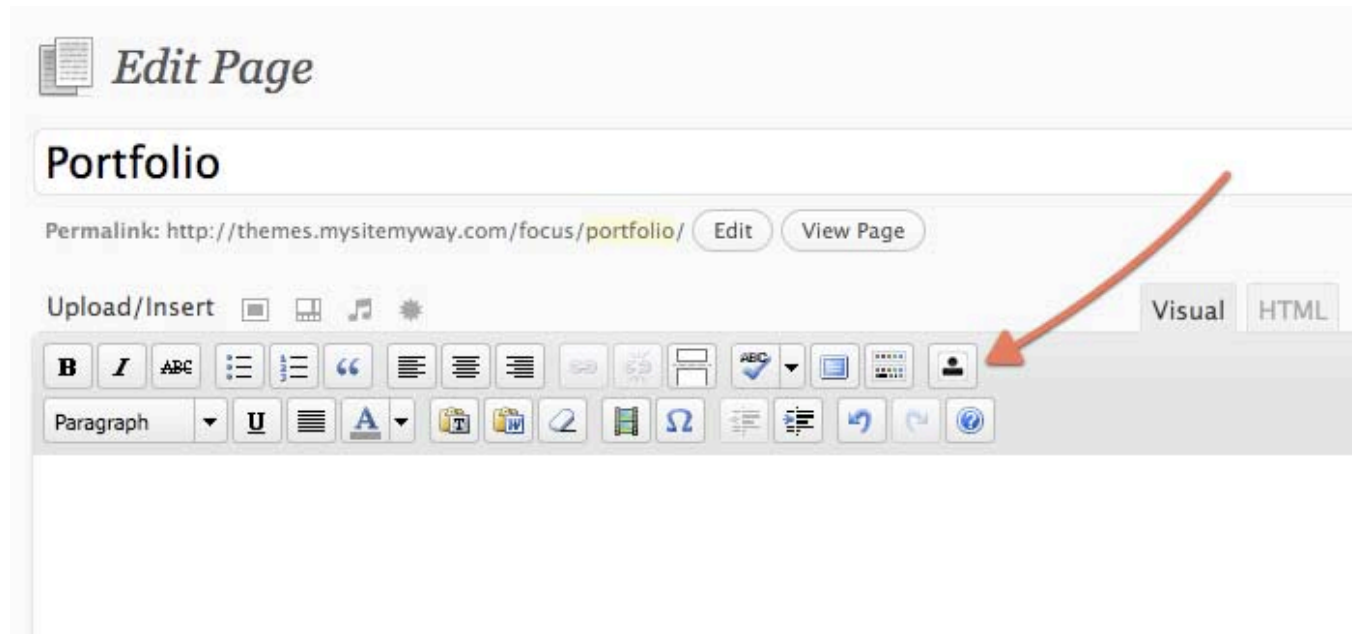 Edit Page
Portfolio
Permalink: http://themes.mysitemyway.com/focus/portfolio/ Edit View Page
Upload/Insert Visual HTML
B I ABC ABC
Paragraph U A T W Ω